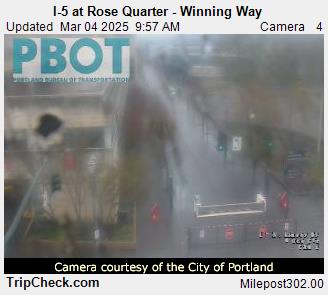 I-5 at Rose Quarter - Winning Way
Updated Mar 04 2025 9:57 AM Camera 4
PBOT
PORTLAND BUREAU OF TRANSPORTATION
Camera courtesy of the City of Portland
TripCheck.com Milepost302.00